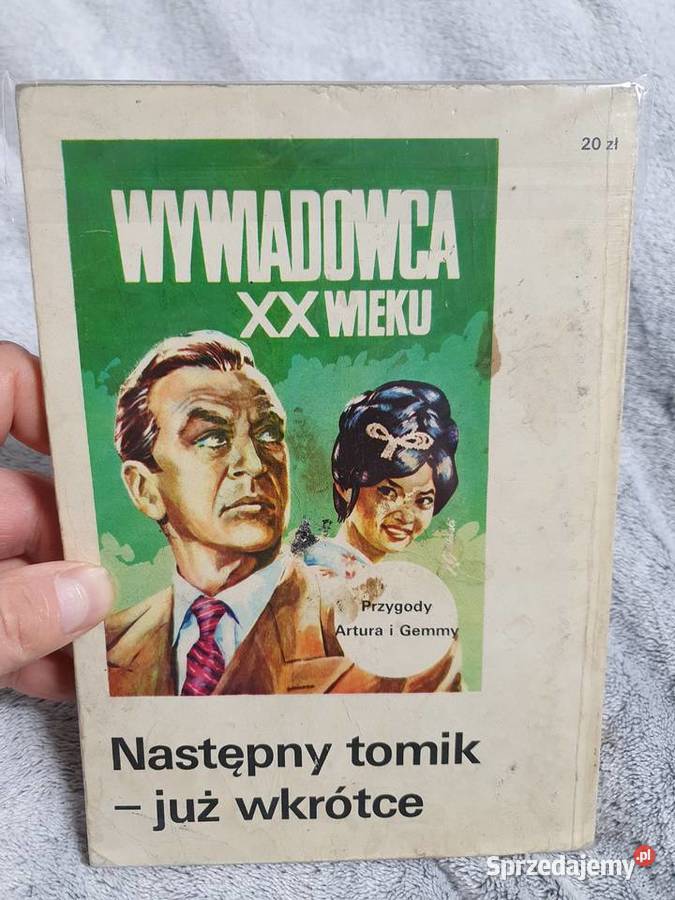 20 zł
WYWIADOWCA
XX WIEKU
Przygody
Artura i Gemmy
Następny tomik
– już wkrótce
Sprzedajemy.pl